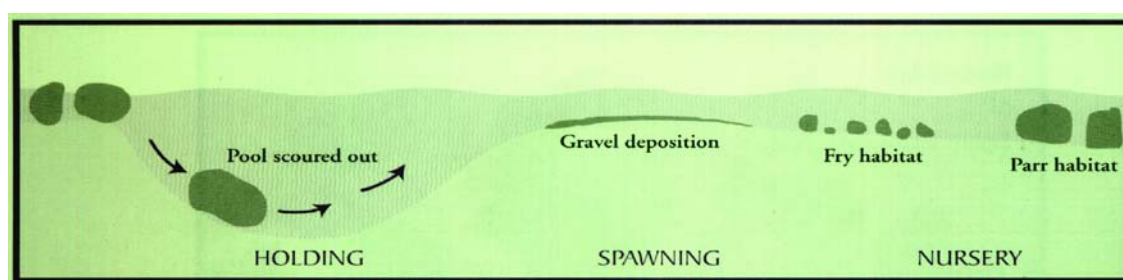 Pool scoured out
Gravel deposition
Fry habitat
Parr habitat
HOLDING
SPAWNING
NURSERY